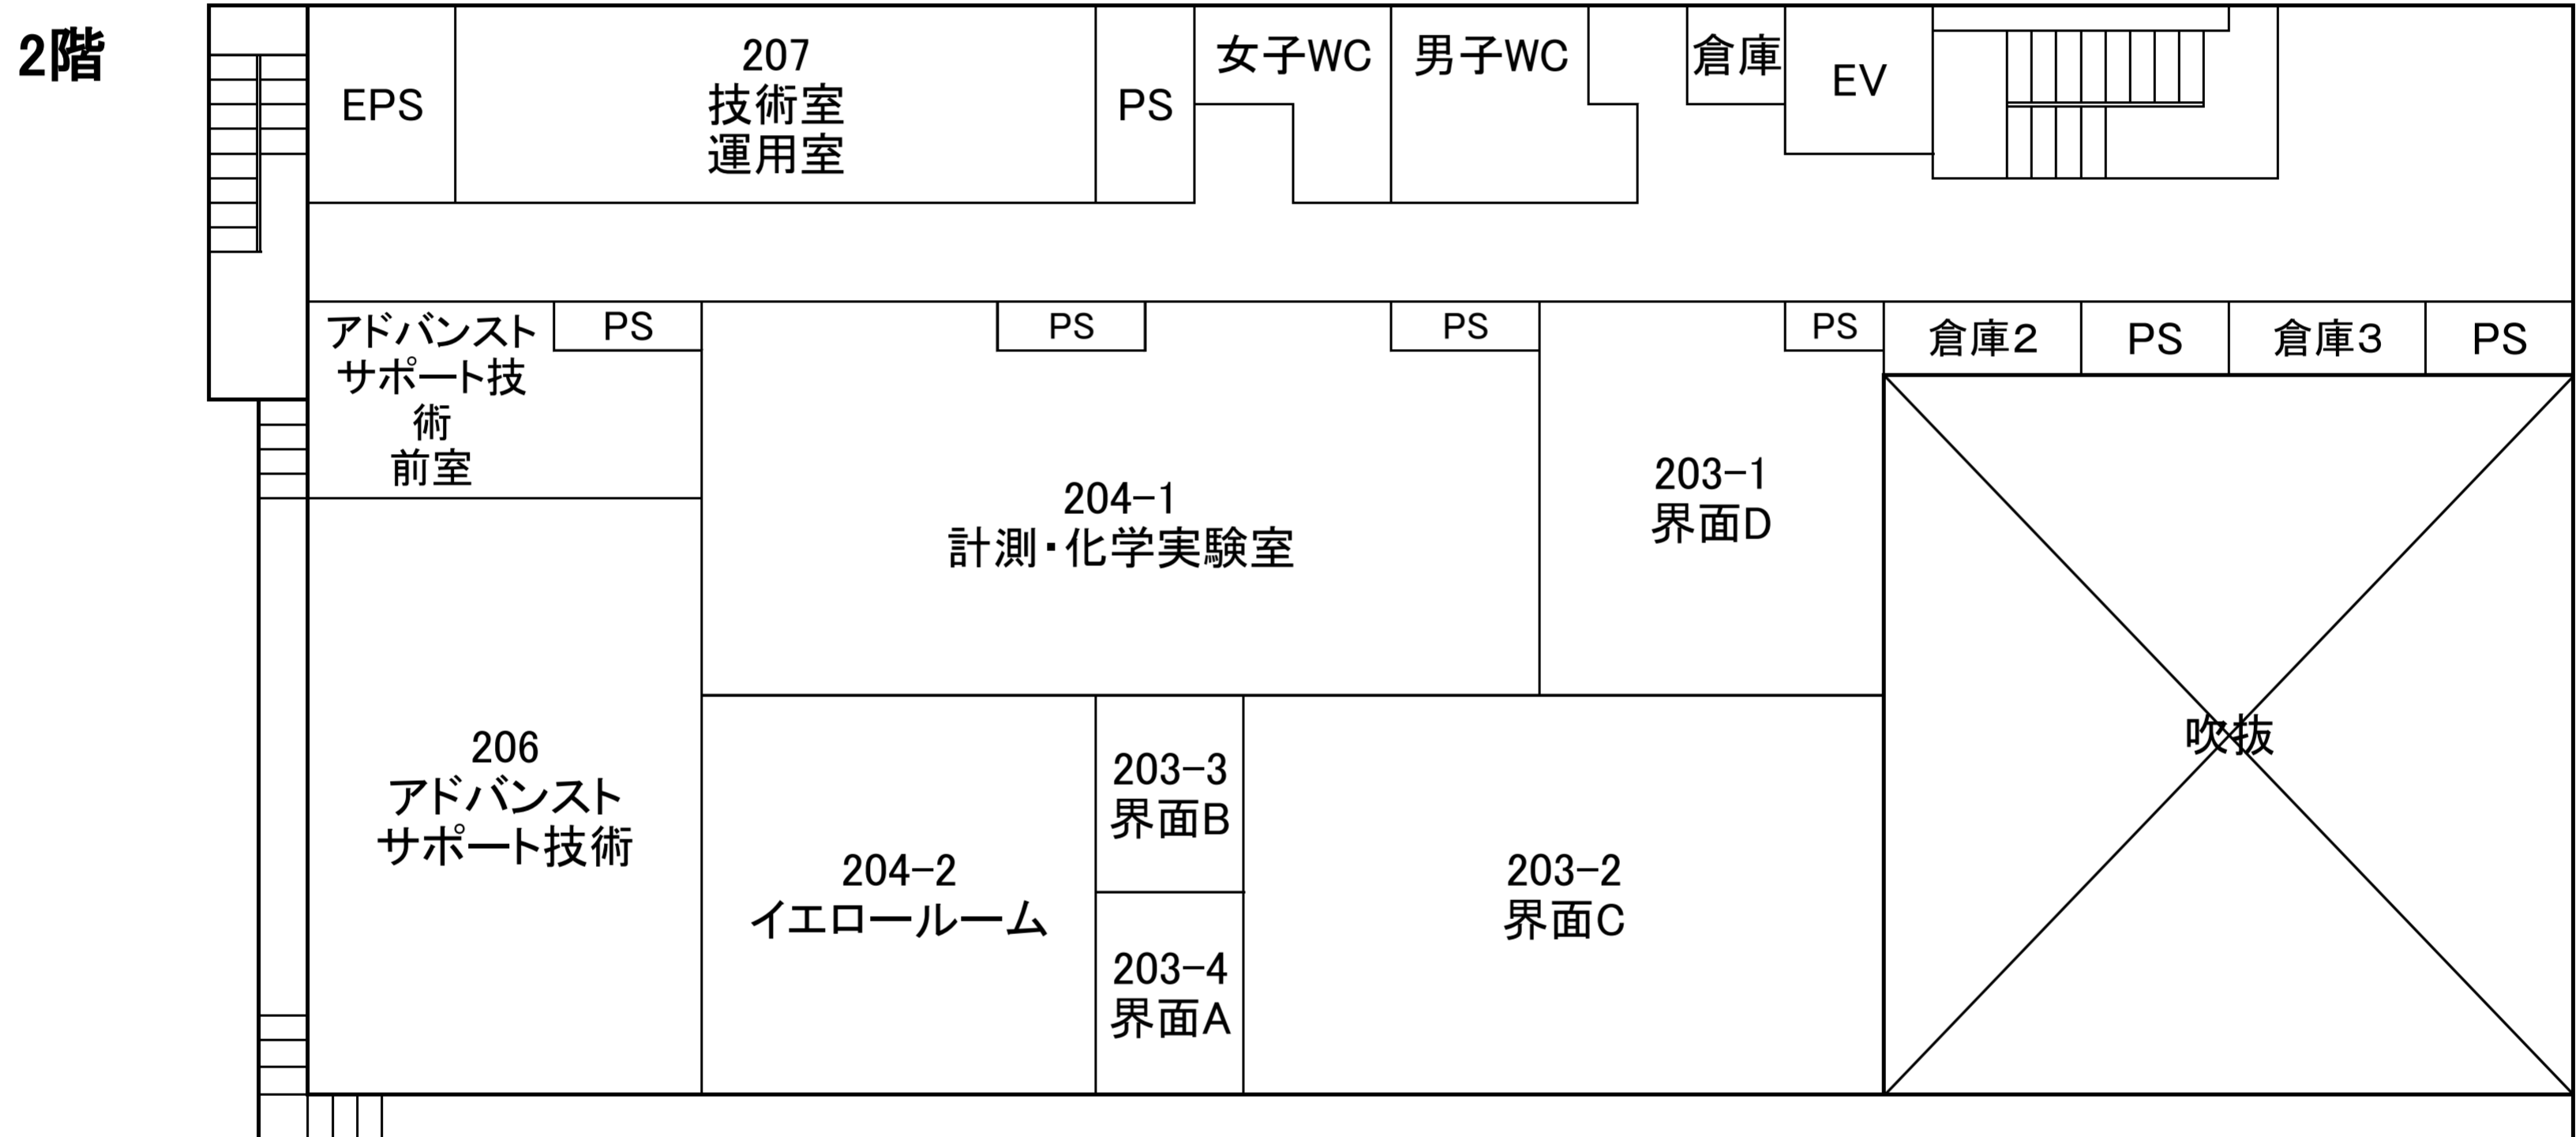 2階
EPS
207
技術室
運用室
PS
女子WC
男子WC
倉庫
EV
アドバンスト
サポート技
術
前室
PS
PS
PS
PS
倉庫2
PS
倉庫3
PS
204-1
計測・化学実験室
203-1
界面D
吹抜
206
アドバンスト
サポート技術
204-2
イエロールーム
203-3
界面B
203-4
界面A
203-2
界面C